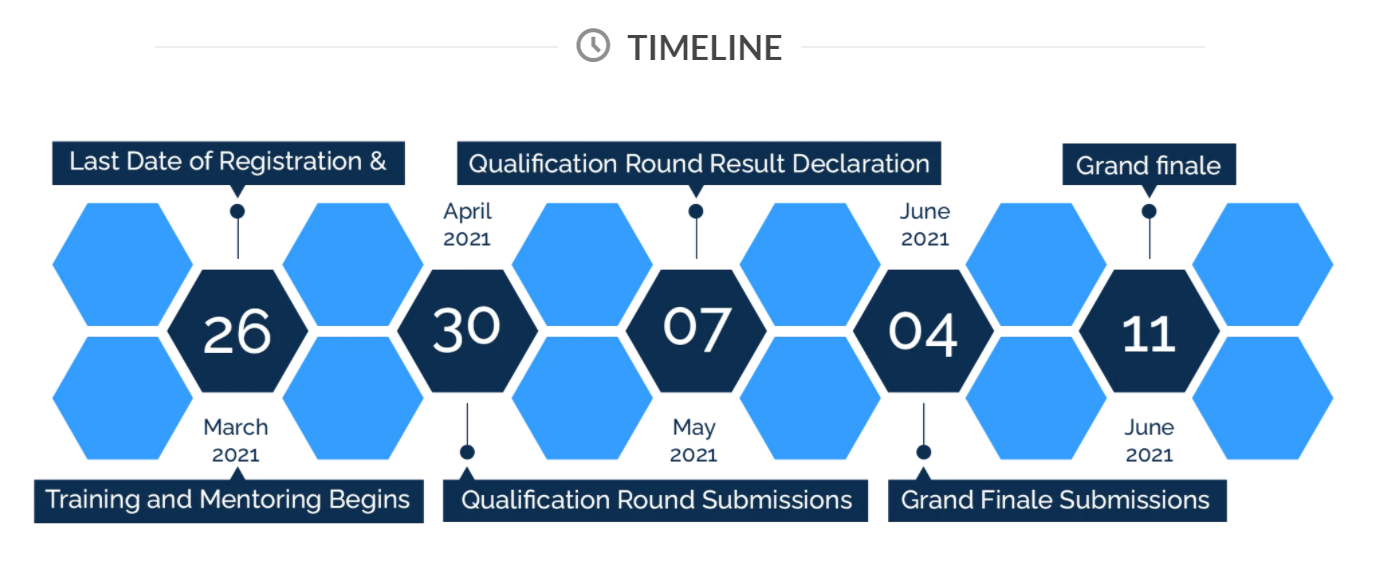 TIMELINE
Last Date of Registration &
26
March
2021
Training and Mentoring Begins
April
2021
30
Qualification Round Submissions
Qualification Round Result Declaration
07
May
2021
June
2021
04
Grand Finale Submissions
Grand finale
11
June
2021